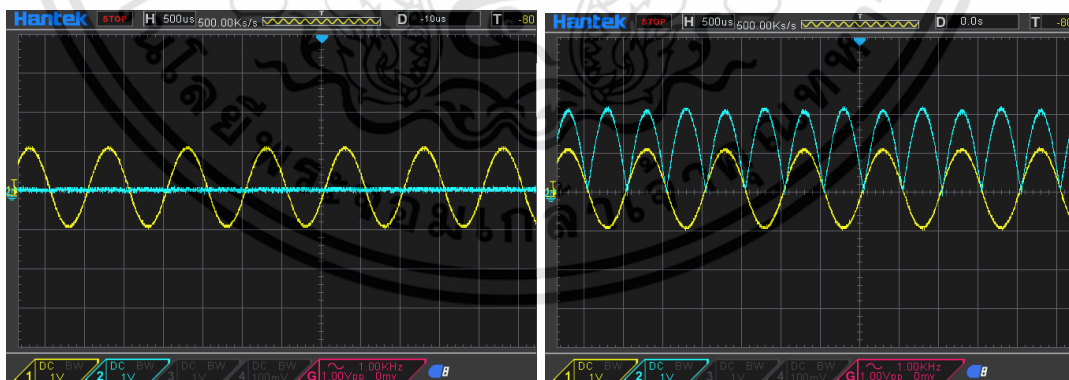 Hantek STOP H 500us 500.00Ks/s T D -10us T -80
1 DC BW 1V 2 DC BW 1V 3 DC BW 1V 4 DC BW 100mV G 1.00KHz 1.00Vpp 0mv
Hantek STOP H 500us 500.00Ks/s T D 0.0s T -80
1 DC BW 1V 2 DC BW 1V 3 DC BW 1V 4 DC BW 100mV G 1.00KHz 1.00Vpp 0mv